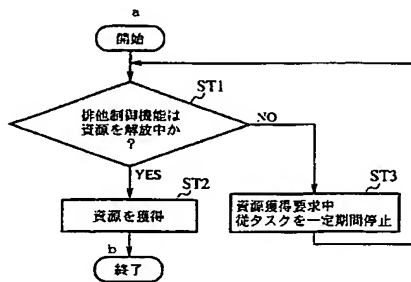 a
開始
ST1
排他制御機能は
資源を解放中か
?
NO
YES
ST2
資源を獲得
ST3
資源獲得要求中
従タスクを一定期間停止
b
終了